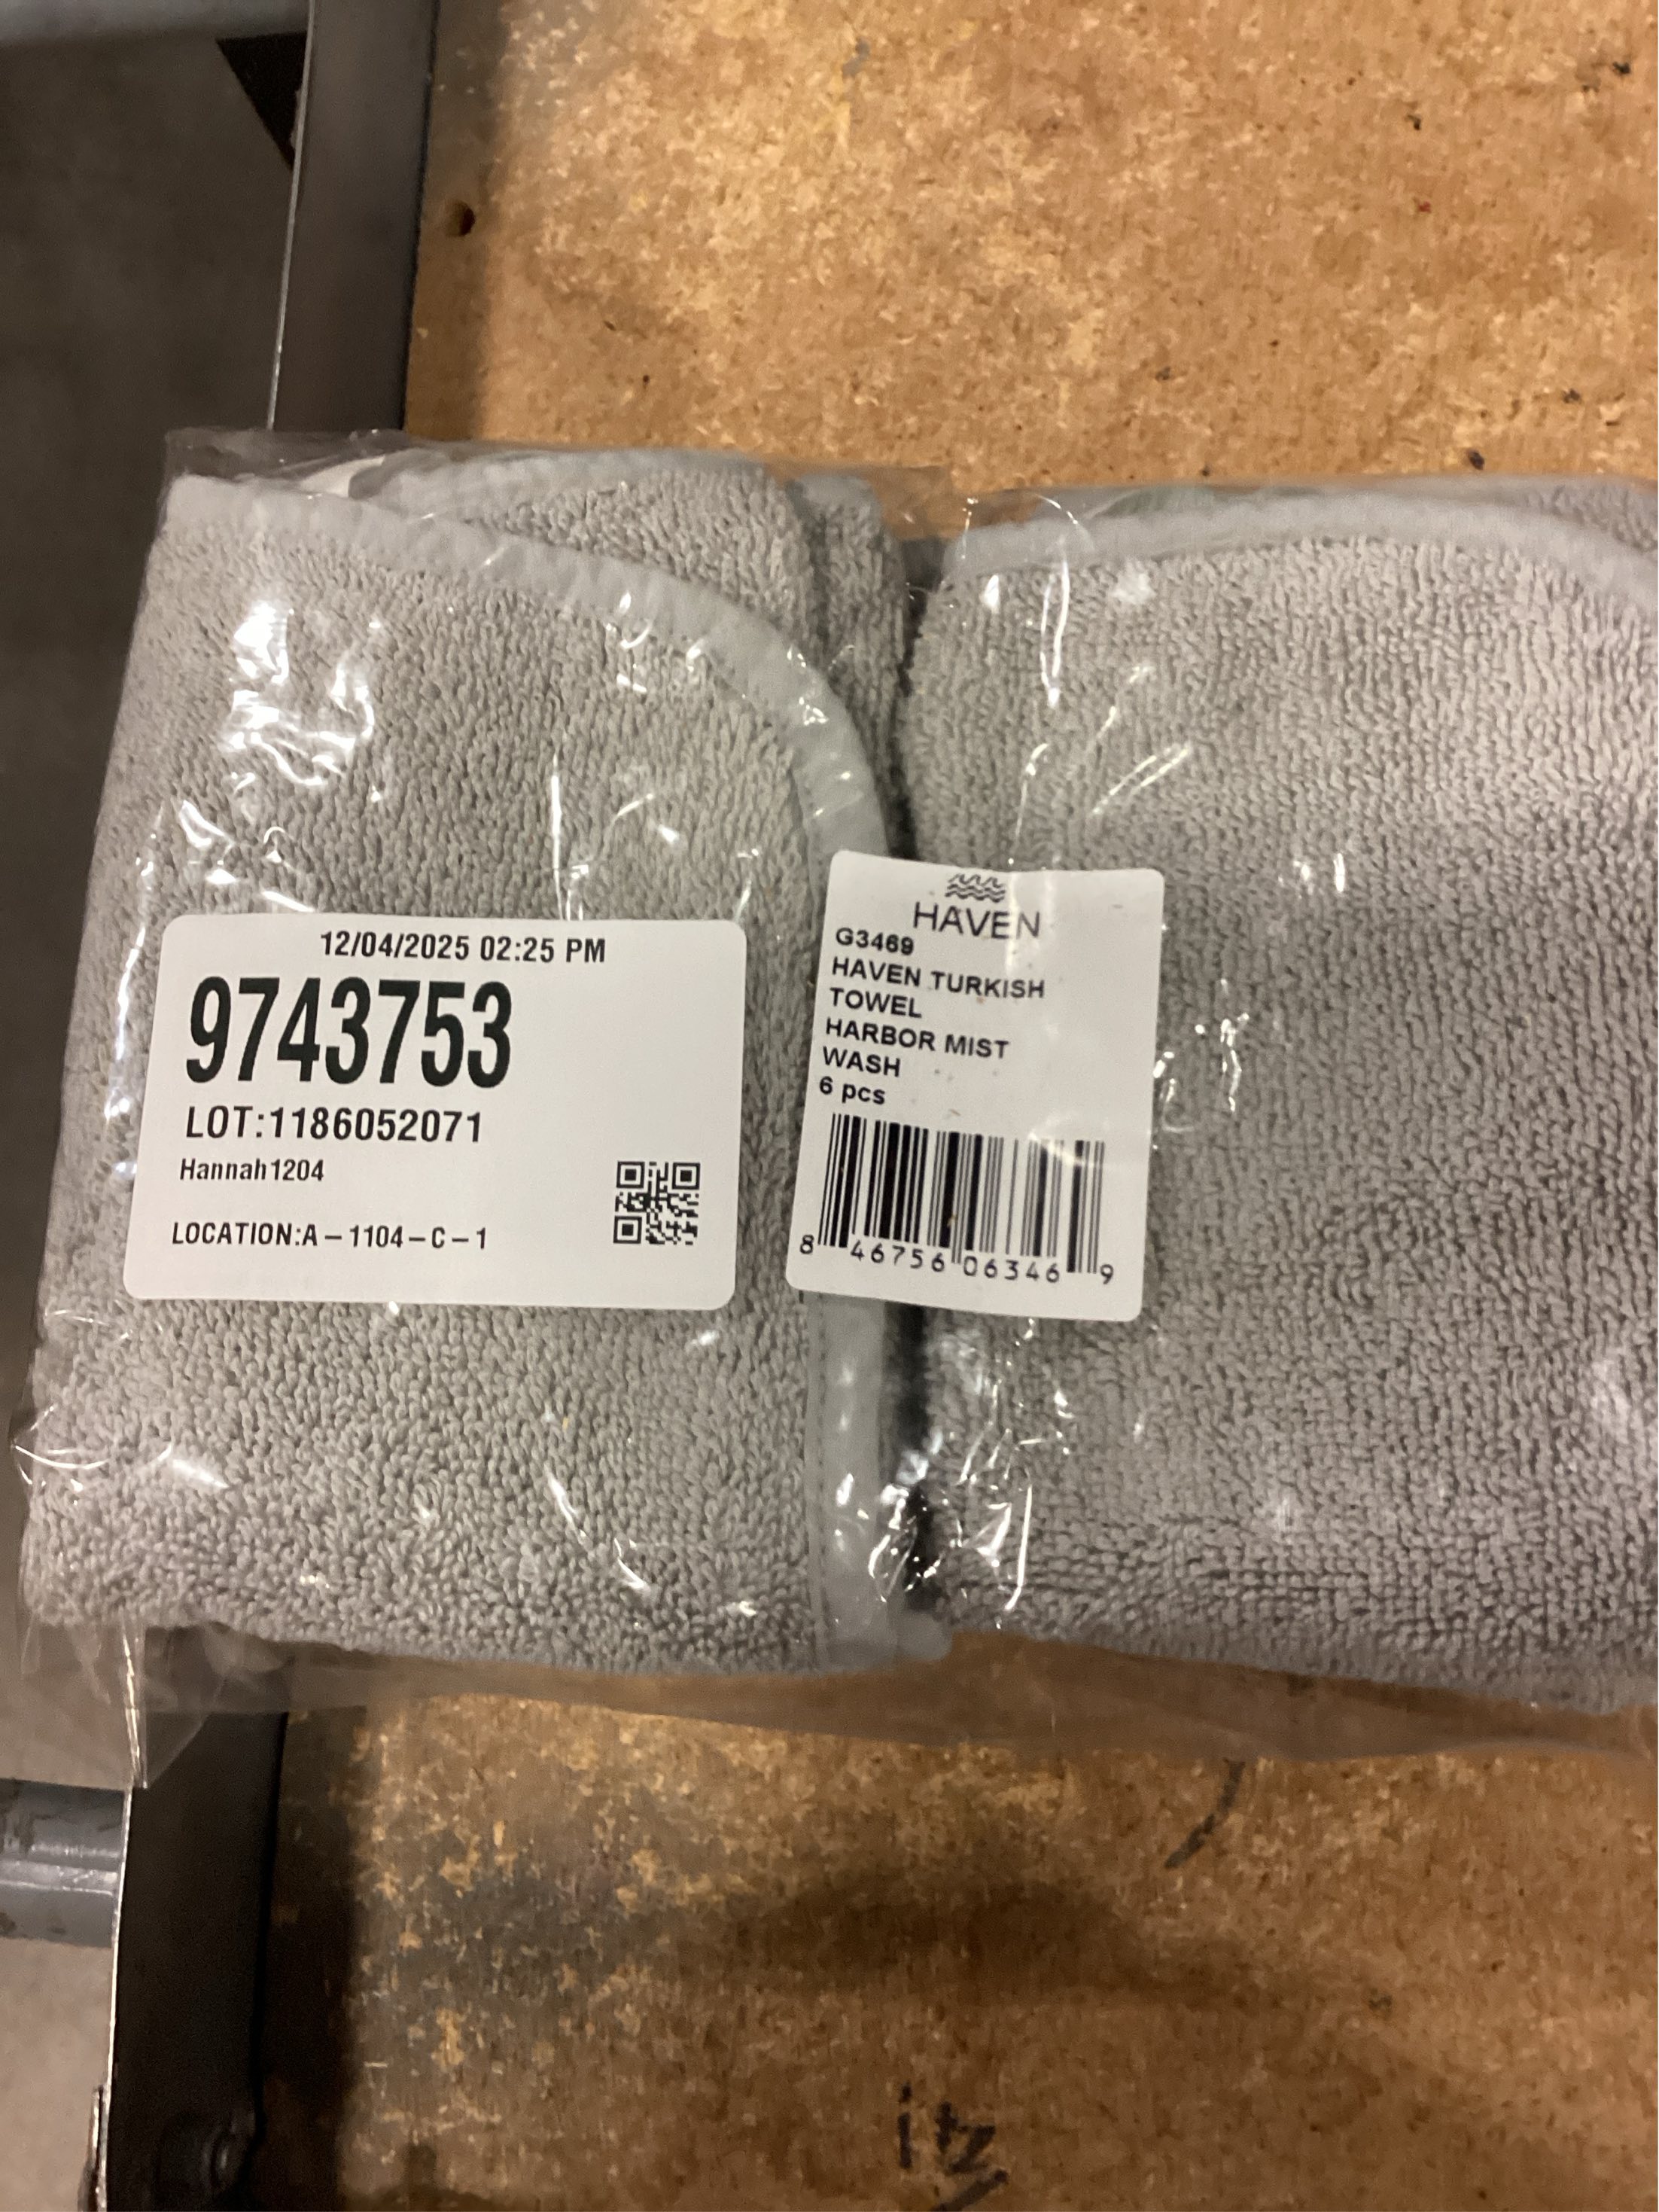 12/04/2025 02:25 PM
9743753
LOT:1186052071
Hannah1204
LOCATION:A-1104-C-1
HAVEN
G3469
HAVEN TURKISH
TOWEL
HARBOR MIST
WASH
6 pcs
8 46756 06346 9